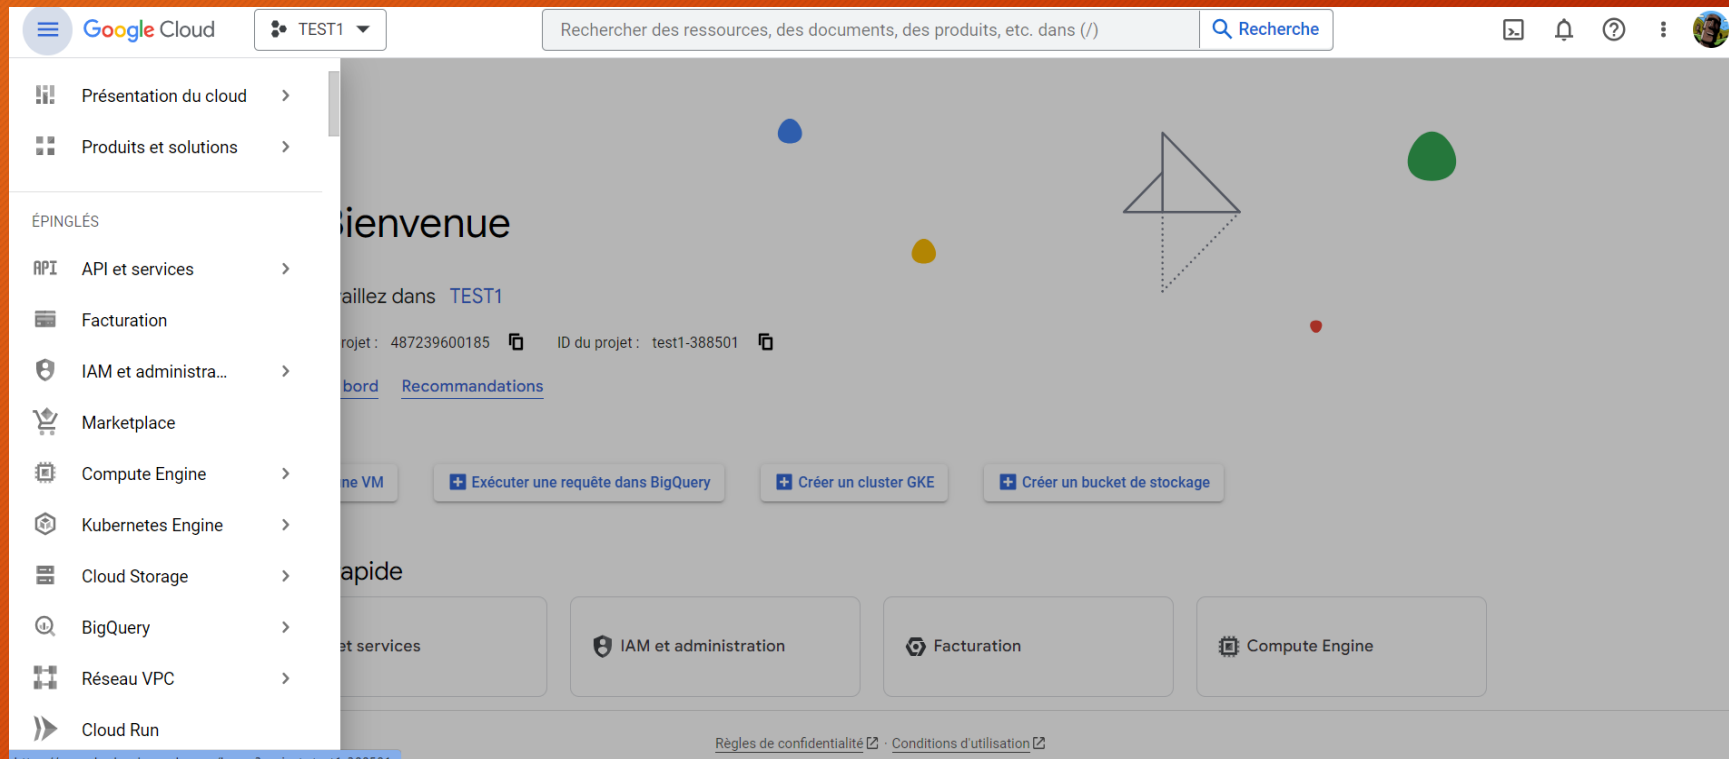 Google Cloud
TEST1
Rechercher des ressources, des documents, des produits, etc. dans (/)
Recherche
Présentation du cloud
Produits et solutions
ÉPINGLÉS
API et services
Facturation
IAM et administra...
Marketplace
Compute Engine
Kubernetes Engine
Cloud Storage
BigQuery
Réseau VPC
Cloud Run
ienvenue
aillez dans TEST1
rojet : 487239600185 ID du projet : test1-388501
bord Recommandations
ne VM Exécuter une requête dans BigQuery Créer un cluster GKE Créer un bucket de stockage
apide
et services IAM et administration Facturation Compute Engine
Règles de confidentialité · Conditions d'utilisation